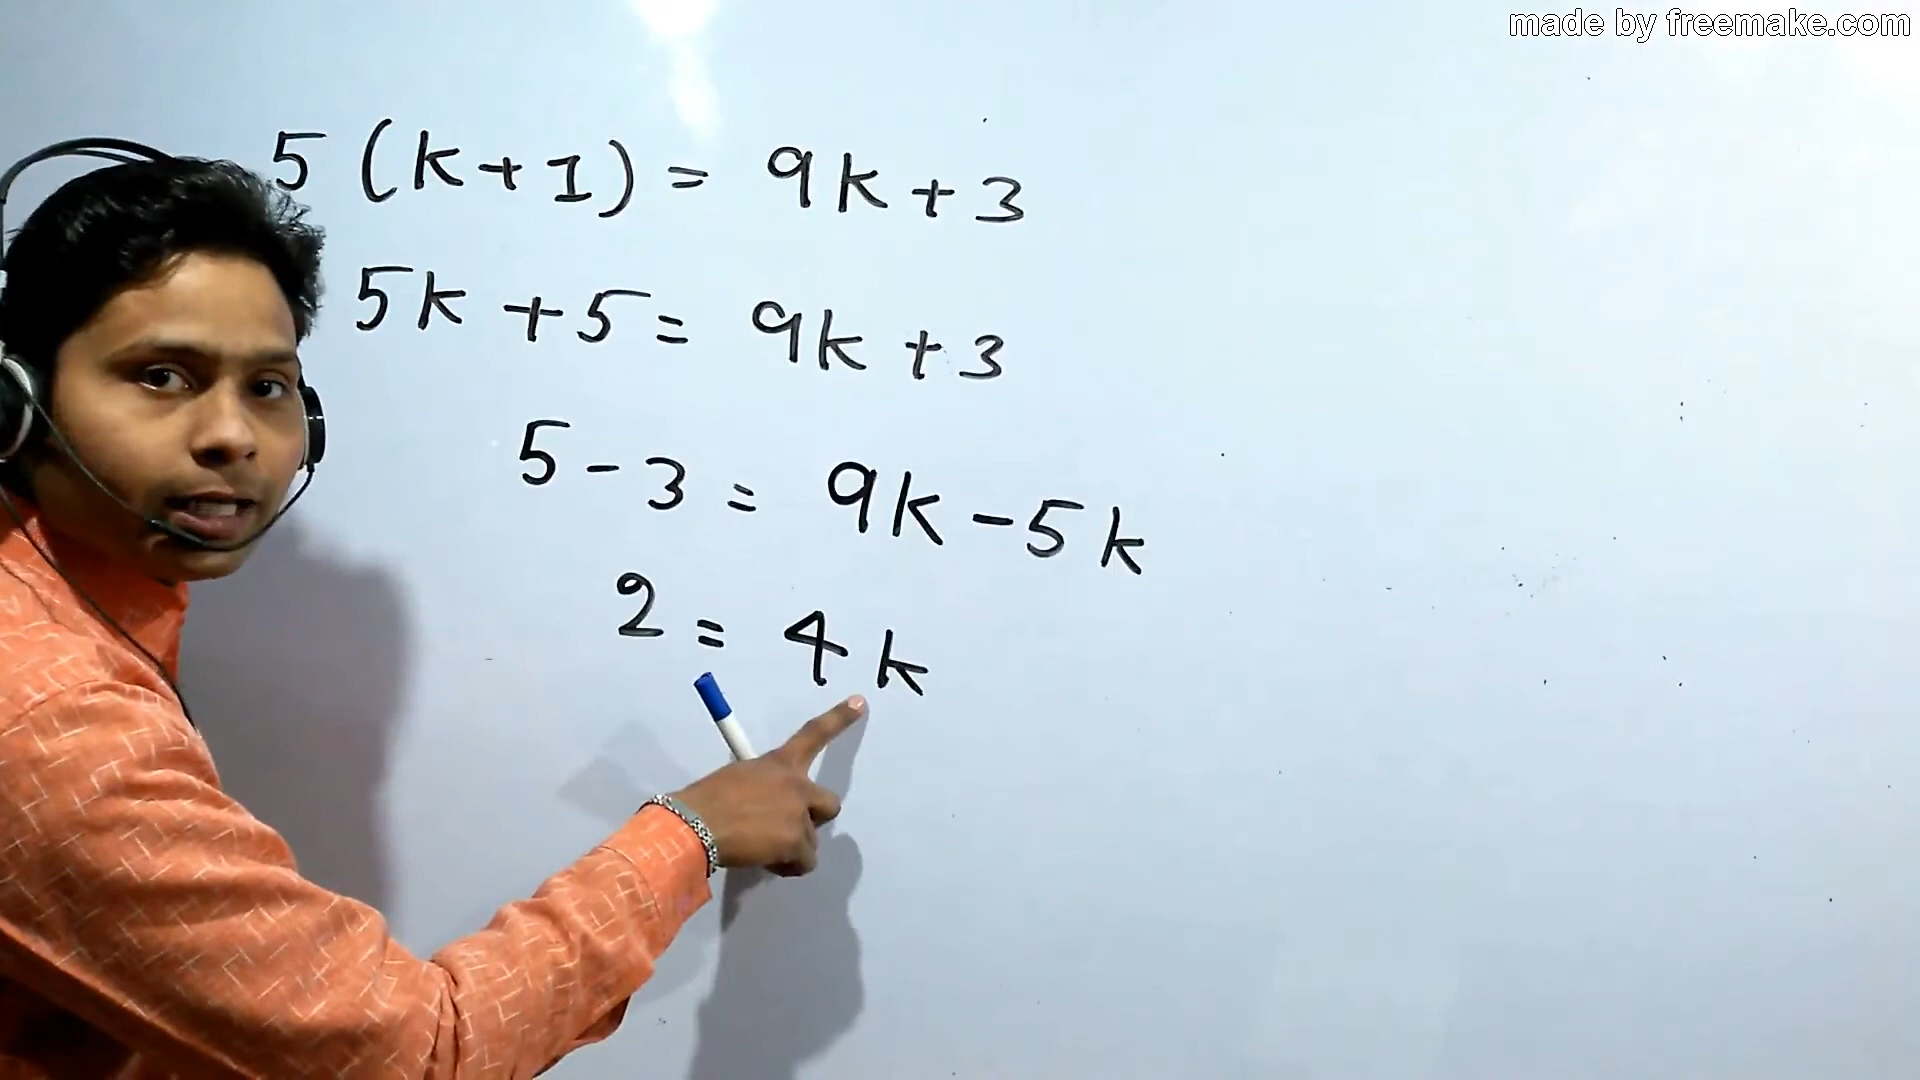 made by freemake.com
5 (k+1) = 9k+3
5k +5 = 9k +3
5-3 = 9k-5k
2 = 4k